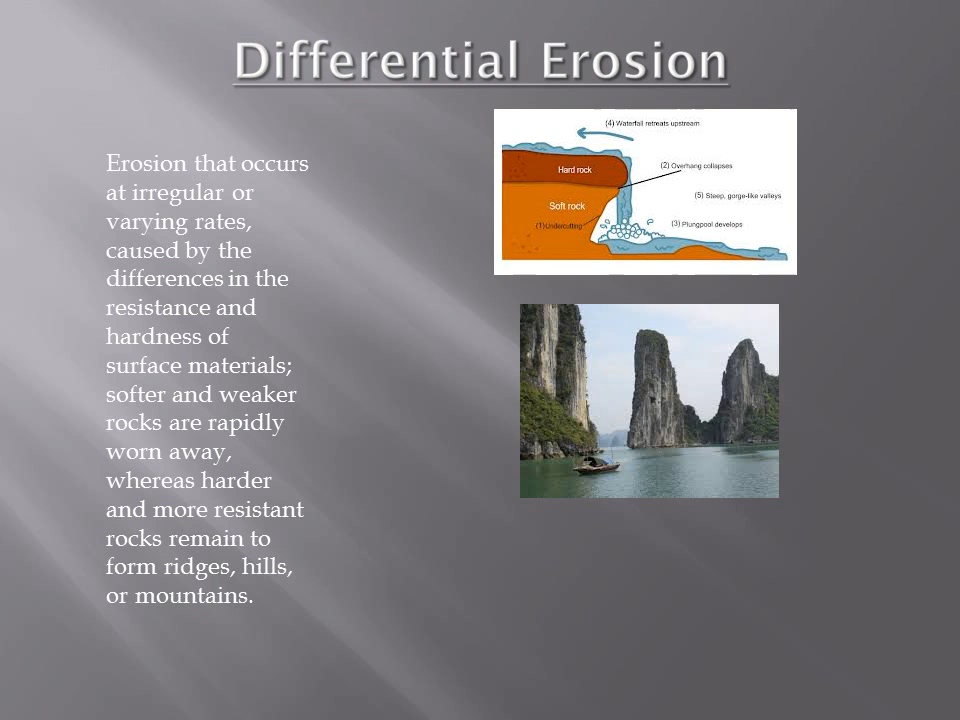 Differential Erosion
Erosion that occurs
at irregular or
varying rates,
caused by the
differences in the
resistance and
hardness of
surface materials;
softer and weaker
rocks are rapidly
worn away,
whereas harder
and more resistant
rocks remain to
form ridges, hills,
or mountains.
(4) Waterfall retreats upstream
(2) Overhang collapses
Hard rock
(5) Steep, gorge-like valleys
Soft rock
(1)Undercutting
(3) Plungpool develops